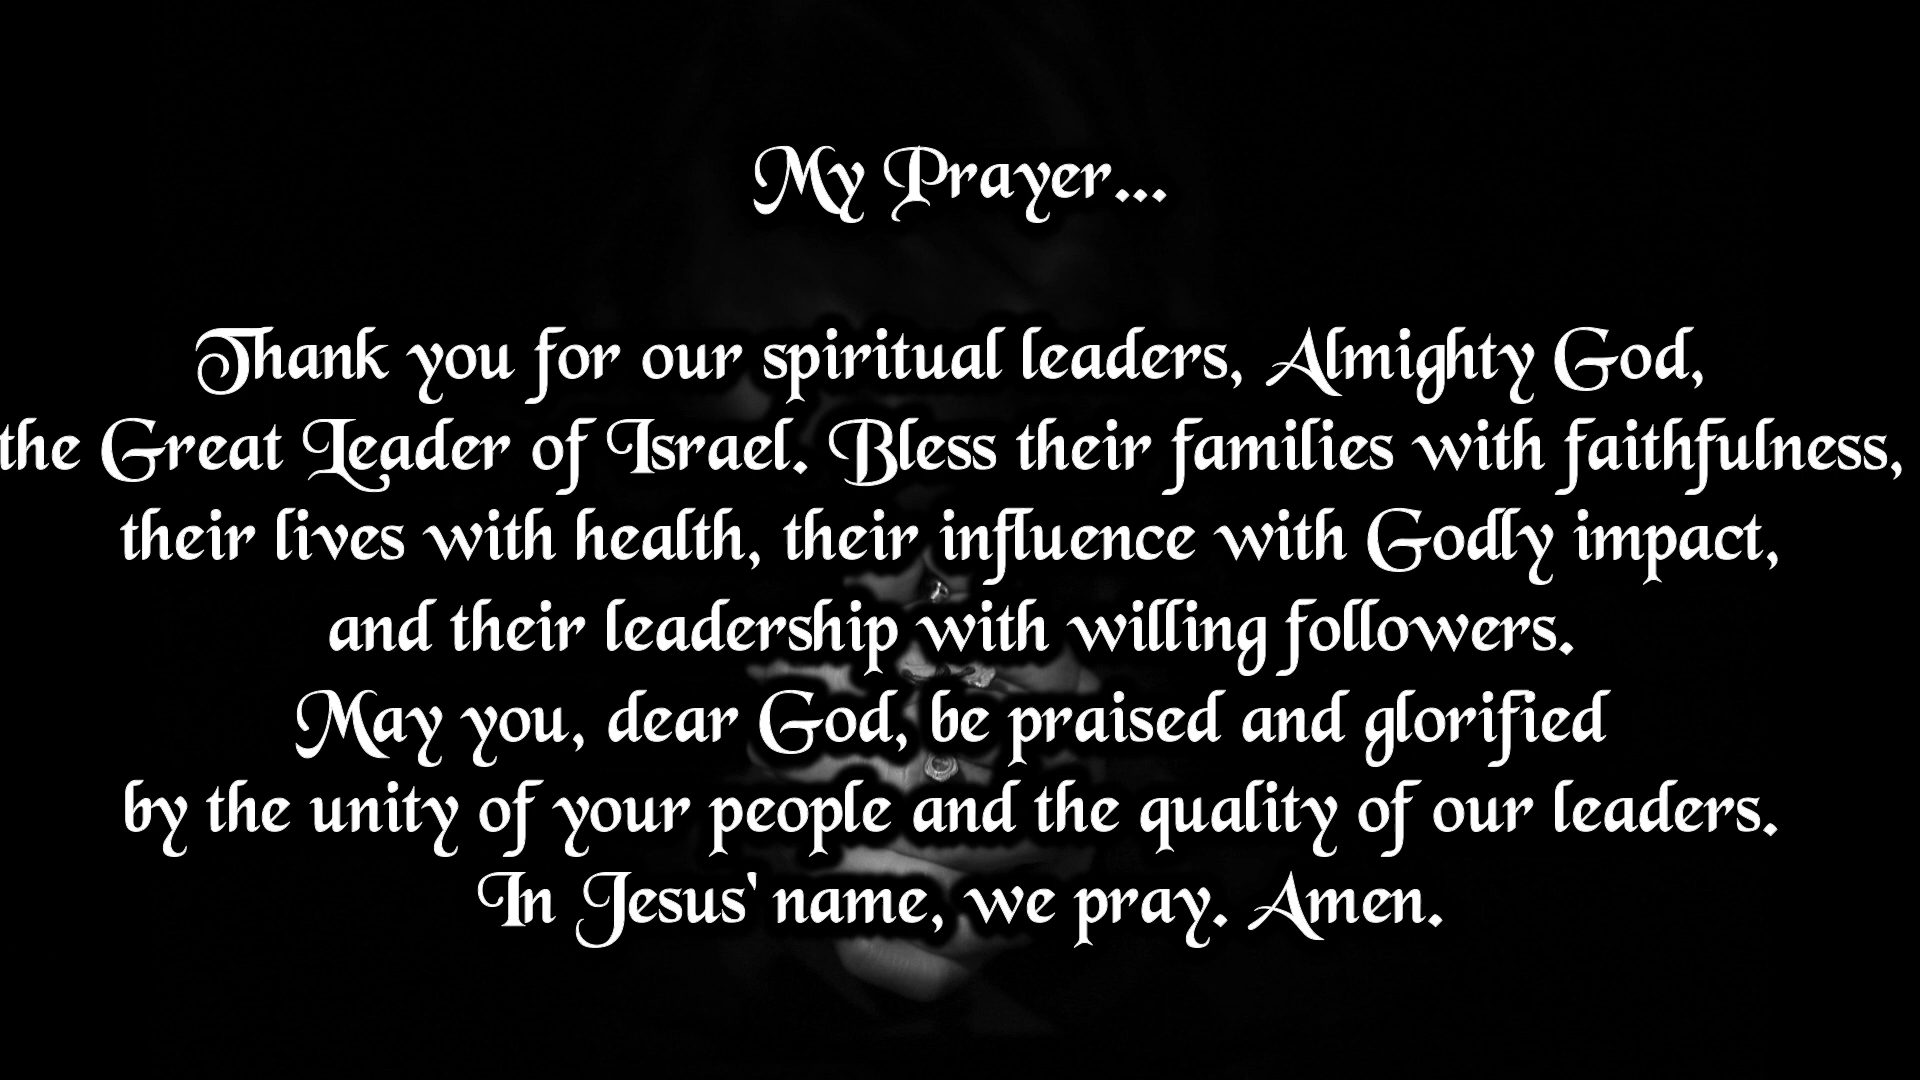 My Prayer...
Thank you for our spiritual leaders, Almighty God,
the Great Leader of Israel. Bless their families with faithfulness,
their lives with health, their influence with Godly impact,
and their leadership with willing followers.
May you, dear God, be praised and glorified
by the unity of your people and the quality of our leaders.
In Jesus' name, we pray. Amen.